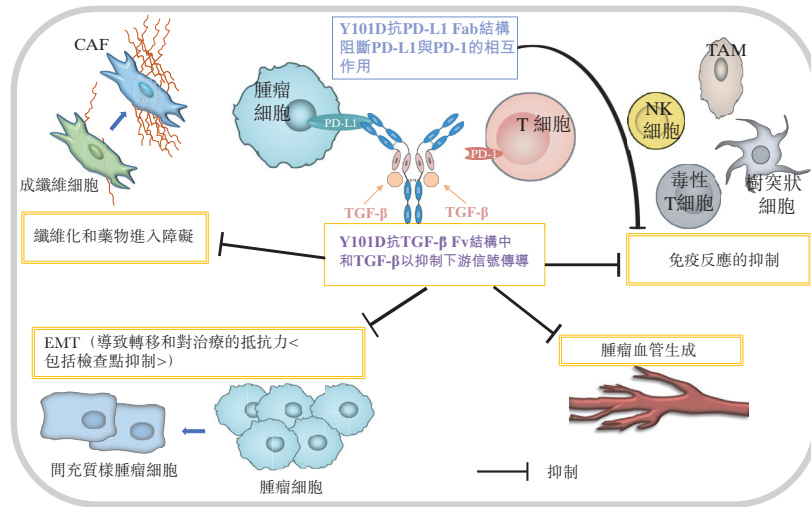 CAF
Y101D抗PD-L1 Fab結構
阻斷PD-L1與PD-1的相互
作用
TAM
腫瘤
細胞
PD-L1
T 細胞
PD-1
NK
細胞
毒性
T細胞
樹突狀
細胞
成纖維細胞
TGF-β
TGF-β
纖維化和藥物進入障礙
Y101D抗TGF-β Fv結構中
和TGF-β以抑制下游信號傳導
免疫反應的抑制
EMT（導致轉移和對治療的抵抗力<
包括檢查點抑制>）
腫瘤血管生成
間充質樣腫瘤細胞
腫瘤細胞
抑制